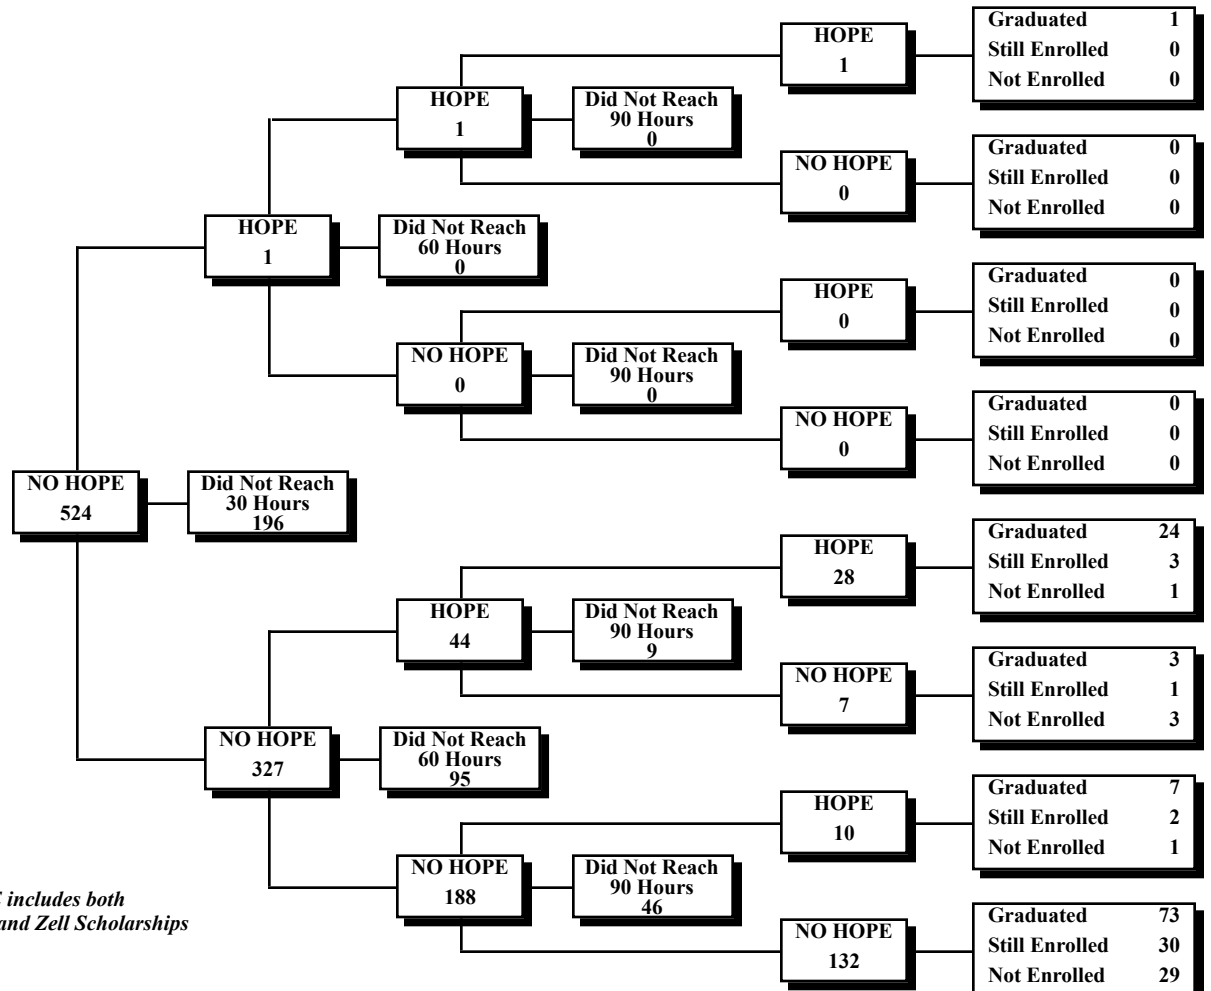 Graduated 1
Still Enrolled 0
Not Enrolled 0
HOPE
1
HOPE
1
Did Not Reach
90 Hours
0
Graduated 0
Still Enrolled 0
Not Enrolled 0
NO HOPE
0
HOPE
1
Did Not Reach
60 Hours
0
Graduated 0
Still Enrolled 0
Not Enrolled 0
HOPE
0
NO HOPE
0
Did Not Reach
90 Hours
0
Graduated 0
Still Enrolled 0
Not Enrolled 0
NO HOPE
0
NO HOPE
524
Did Not Reach
30 Hours
196
Graduated 24
Still Enrolled 3
Not Enrolled 1
HOPE
28
HOPE
44
Did Not Reach
90 Hours
9
Graduated 3
Still Enrolled 1
Not Enrolled 3
NO HOPE
7
NO HOPE
327
Did Not Reach
60 Hours
95
Graduated 7
Still Enrolled 2
Not Enrolled 1
HOPE
10
NO HOPE
188
Did Not Reach
90 Hours
46
Graduated 73
Still Enrolled 30
Not Enrolled 29
NO HOPE
132
includes both
and Zell Scholarships